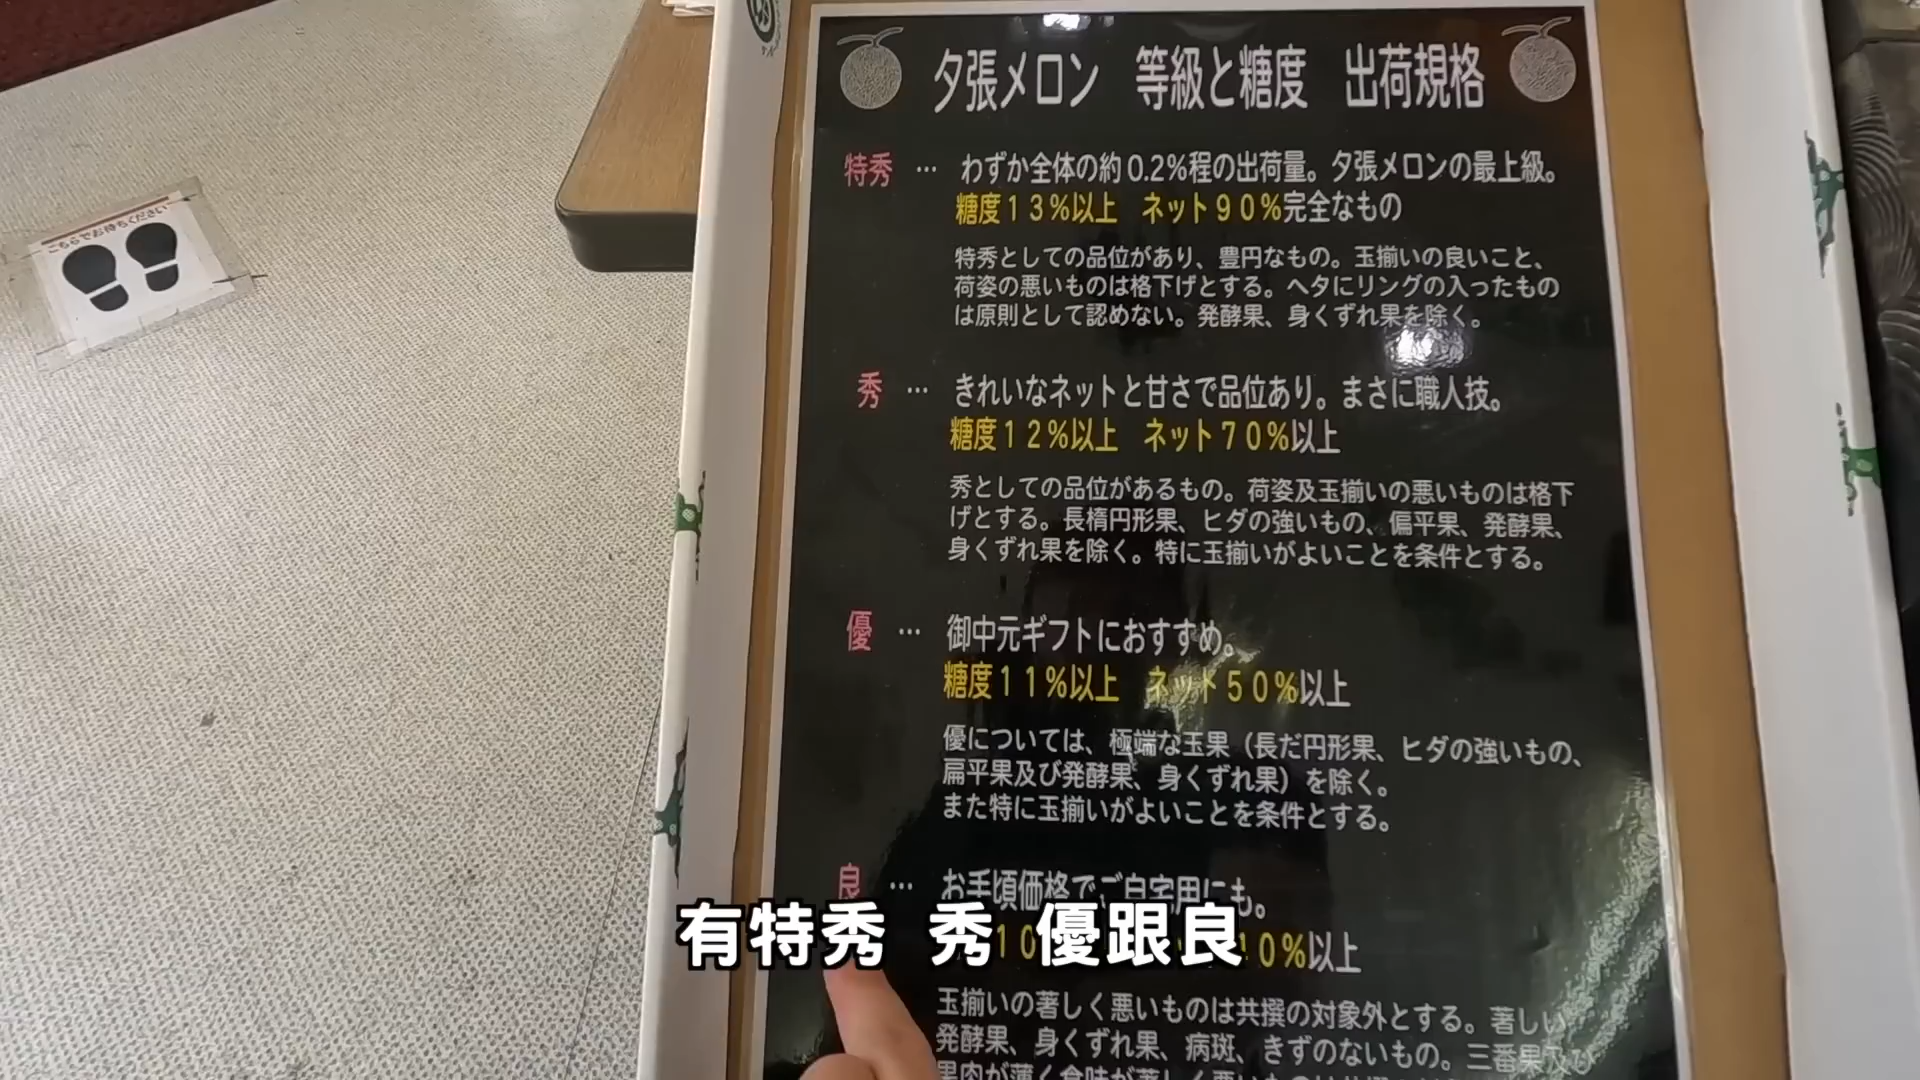 こちらでお待ちください
夕張メロン 等級と糖度 出荷規格
特秀 … わずか全体の約0.2%程の出荷量。夕張メロンの最上級。
糖度13%以上 ネット90%完全なもの
特秀としての品位があり、豊円なもの。玉揃いの良いこと、
荷姿の悪いものは格下げとする。ヘタにリングの入ったもの
は原則として認めない。発酵果、身くずれ果を除く。
秀 … きれいなネットと甘さで品位あり。まさに職人技。
糖度12%以上 ネット70%以上
秀としての品位があるもの。荷姿及玉揃いの悪いものは格下
げとする。長楕円形果、ヒダの強いもの、偏平果、発酵果、
身くずれ果を除く。特に玉揃いがよいことを条件とする。
優 … 御中元ギフトにおすすめ。
糖度11%以上 ネット50%以上
優については、極端な玉果（長だ円形果、ヒダの強いもの、
扁平果及び発酵果、身くずれ果）を除く。
また特に玉揃いがよいことを条件とする。
良 … お手頃価格でご自宅用にも。
10 0%以上
有特秀 秀 優跟良
玉揃いの著しく悪いものは共撰の対象外とする。著しい
発酵果、身くずれ果、病斑、きずのないもの。三番果及び